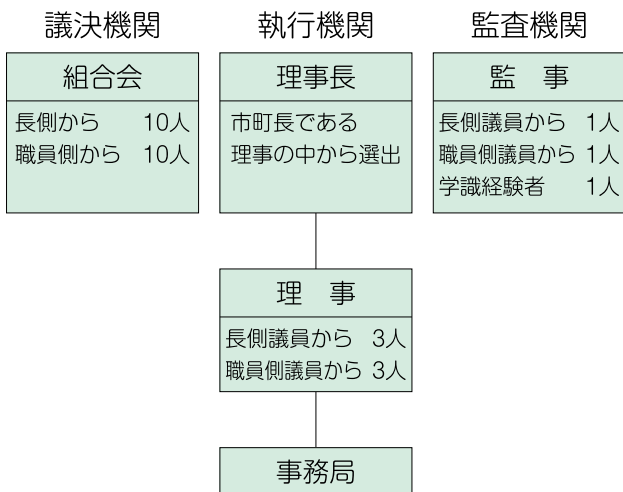 議決機関
組合会
長側から 10人
職員側から 10人
執行機関
理事長
市町長である
理事の中から選出
理 事
長側議員から 3人
職員側議員から 3人
事務局
監査機関
監 事
長側議員から 1人
職員側議員から 1人
学識経験者 1人